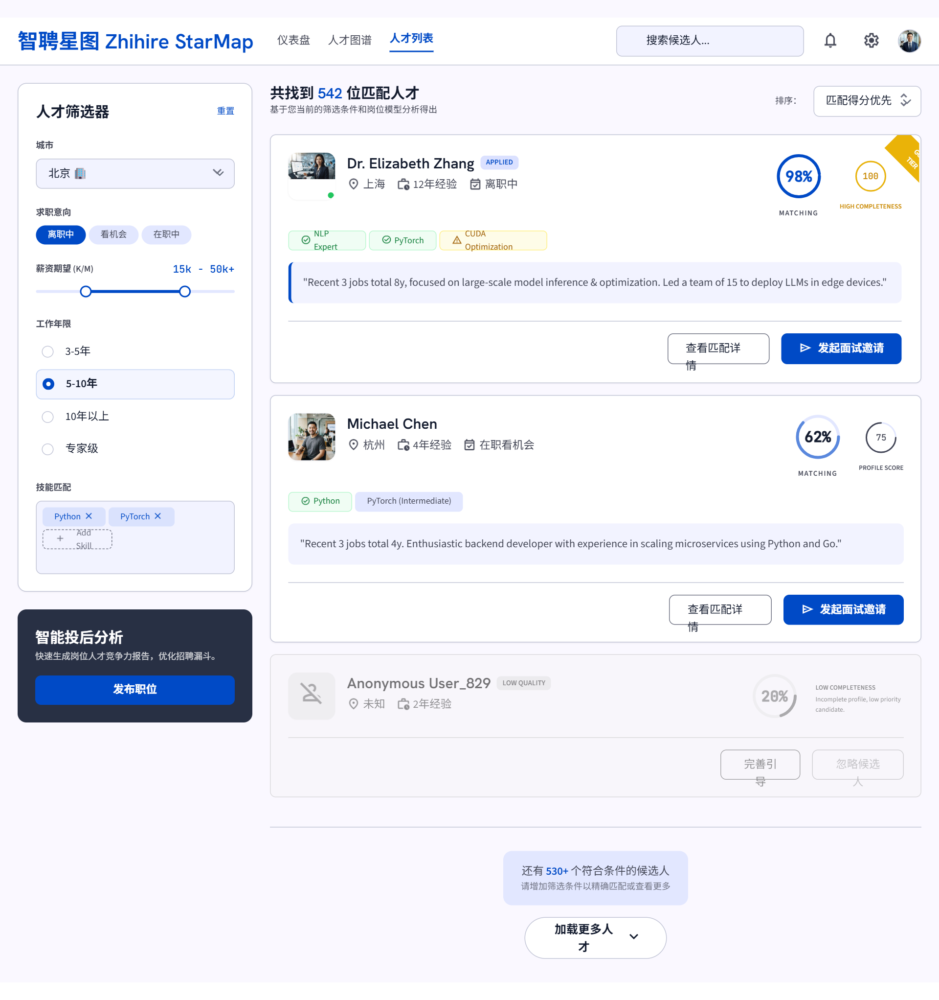 智聘星图 Zhihire StarMap
仪表盘
人才图谱
人才列表
搜索候选人...
人才筛选器
重置
城市
北京
求职意向
离职中
看机会
在职中
薪资期望 (K/M)
15k - 50k+
工作年限
3-5年
5-10年
10年以上
专家级
技能匹配
Python
PyTorch
Add
Skill
智能投后分析
快速生成岗位人才竞争力报告，优化招聘漏斗。
发布职位
共找到 542 位匹配人才
基于您当前的筛选条件和岗位模型分析得出
排序：
匹配得分优先
Dr. Elizabeth Zhang
APPLIED
上海
12年经验
离职中
98%
MATCHING
100
HIGH COMPLETENESS
TIER
NLP
Expert
PyTorch
CUDA
Optimization
"Recent 3 jobs total 8y, focused on large-scale model inference & optimization. Led a team of 15 to deploy LLMs in edge devices."
查看匹配详
情
发起面试邀请
Michael Chen
杭州
4年经验
在职看机会
62%
MATCHING
75
PROFILE SCORE
Python
PyTorch (Intermediate)
"Recent 3 jobs total 4y. Enthusiastic backend developer with experience in scaling microservices using Python and Go."
查看匹配详
情
发起面试邀请
Anonymous User_829
LOW QUALITY
未知
2年经验
20%
LOW COMPLETENESS
Incomplete profile, low priority
candidate.
完善引
导
忽略候选
人
还有 530+ 个符合条件的候选人
请增加筛选条件以精确匹配或查看更多
加载更多人
才